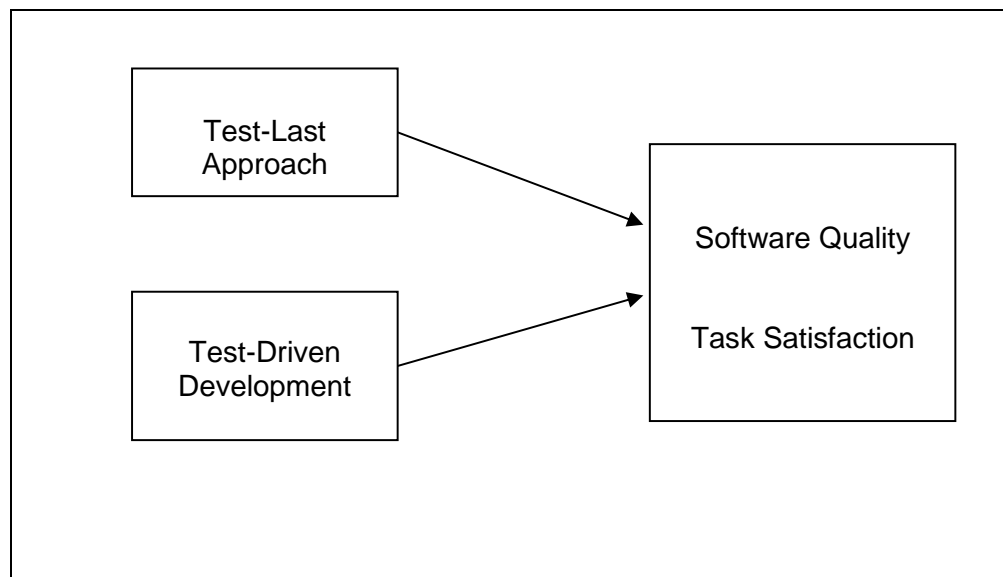 Test-Last
Approach
Test-Driven
Development
Software Quality
Task Satisfaction